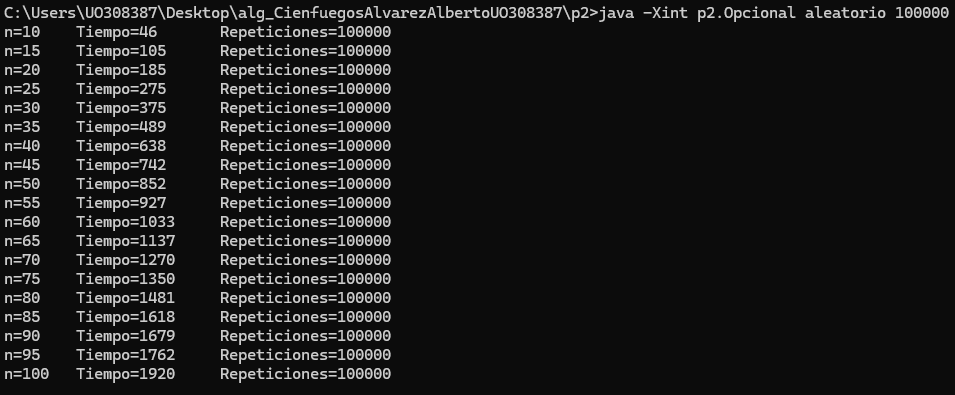 C:\Users\UO308387\Desktop\alg_CienfuegosAlvarezAlbertoUO308387\p2>java -Xint p2.Opcional aleatorio 100000
n=10 Tiempo=46 Repeticiones=100000
n=15 Tiempo=105 Repeticiones=100000
n=20 Tiempo=185 Repeticiones=100000
n=25 Tiempo=275 Repeticiones=100000
n=30 Tiempo=375 Repeticiones=100000
n=35 Tiempo=489 Repeticiones=100000
n=40 Tiempo=638 Repeticiones=100000
n=45 Tiempo=742 Repeticiones=100000
n=50 Tiempo=852 Repeticiones=100000
n=55 Tiempo=927 Repeticiones=100000
n=60 Tiempo=1033 Repeticiones=100000
n=65 Tiempo=1137 Repeticiones=100000
n=70 Tiempo=1270 Repeticiones=100000
n=75 Tiempo=1350 Repeticiones=100000
n=80 Tiempo=1481 Repeticiones=100000
n=85 Tiempo=1618 Repeticiones=100000
n=90 Tiempo=1679 Repeticiones=100000
n=95 Tiempo=1762 Repeticiones=100000
n=100 Tiempo=1920 Repeticiones=100000